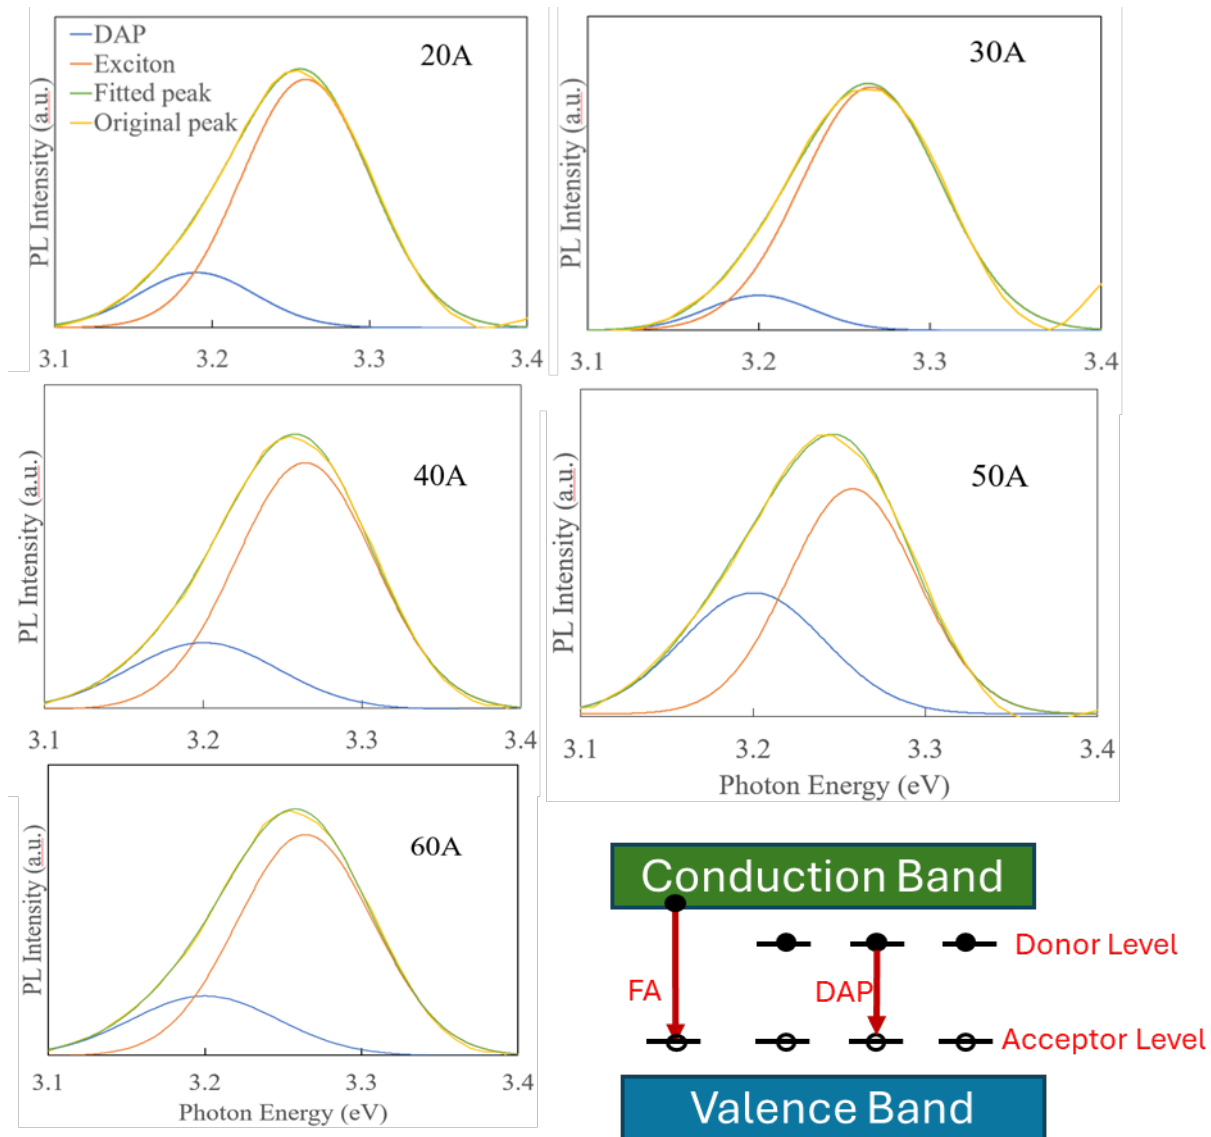 DAP
Exciton
Fitted peak
Original peak
20A
PL Intensity (a.u.)
3.1 3.2 3.3 3.4
30A
PL Intensity (a.u.)
3.1 3.2 3.3 3.4
40A
PL Intensity (a.u.)
3.1 3.2 3.3 3.4
50A
PL Intensity (a.u.)
3.1 3.2 3.3 3.4
Photon Energy (eV)
60A
PL Intensity (a.u.)
3.1 3.2 3.3 3.4
Photon Energy (eV)
Conduction Band
Donor Level
FA
DAP
Acceptor Level
Valence Band